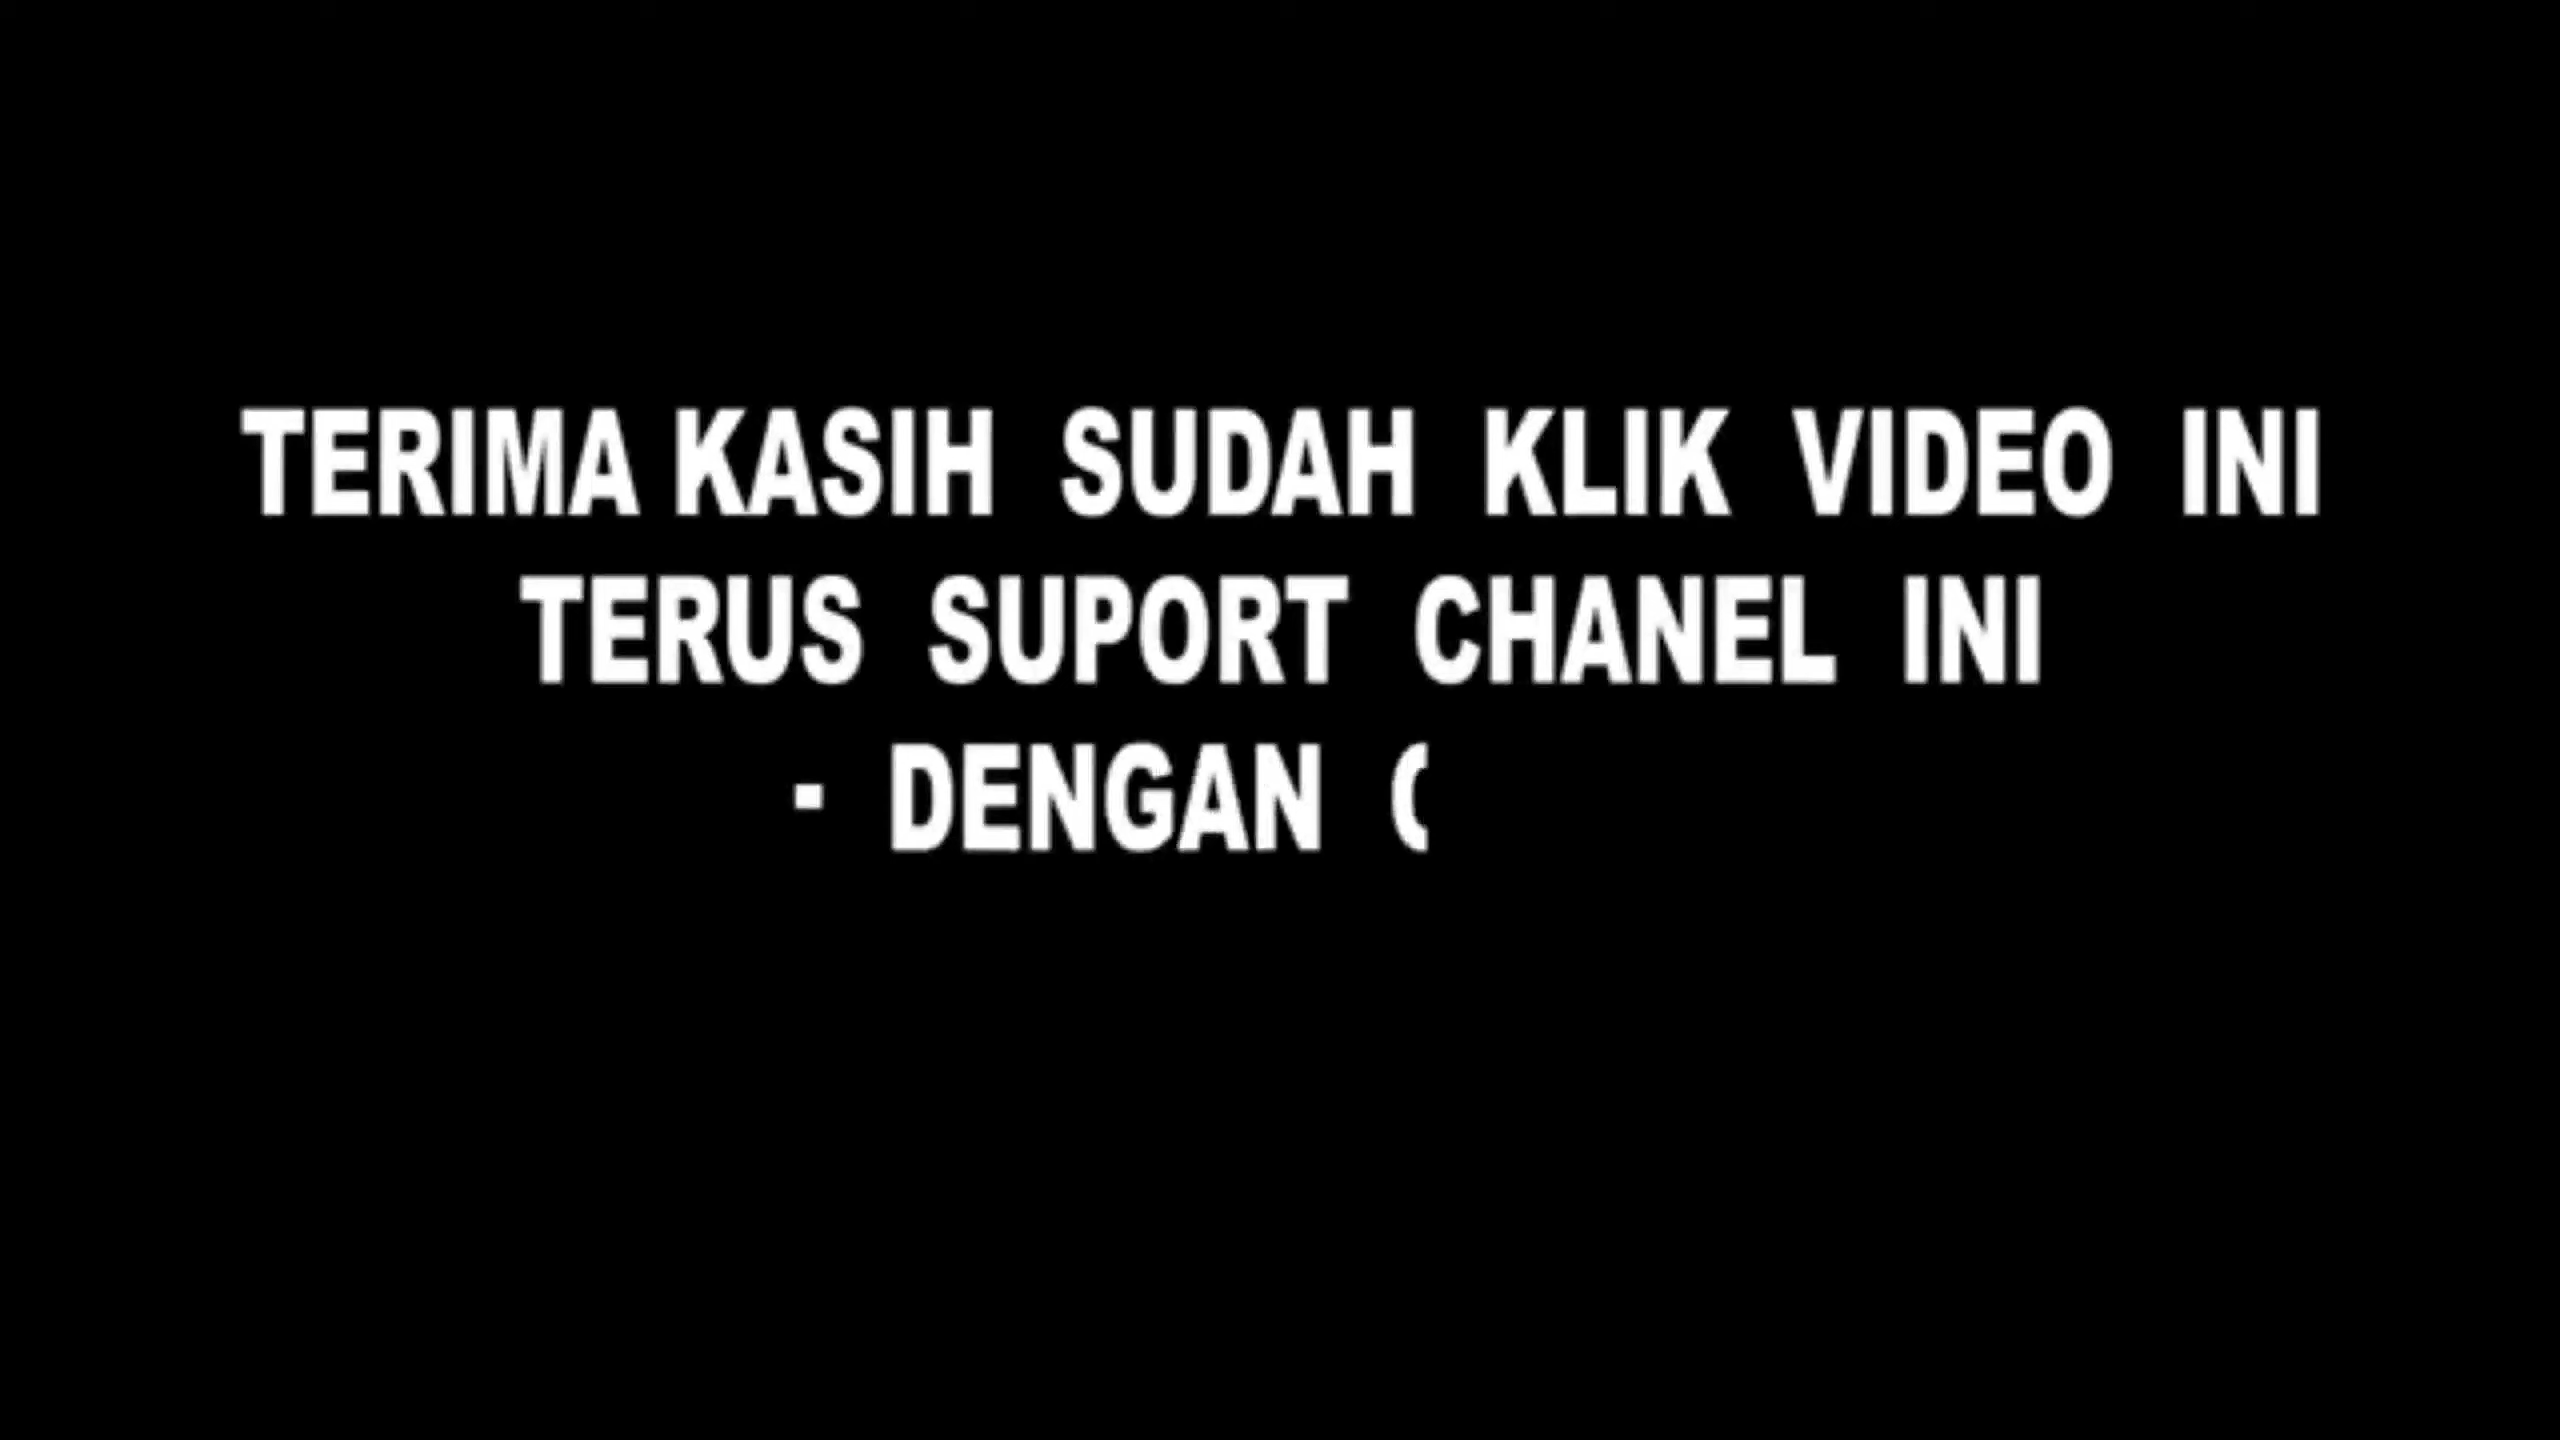 TERIMA KASIH SUDAH KLIK VIDEO INI
TERUS SUPORT CHANEL INI
- DENGAN